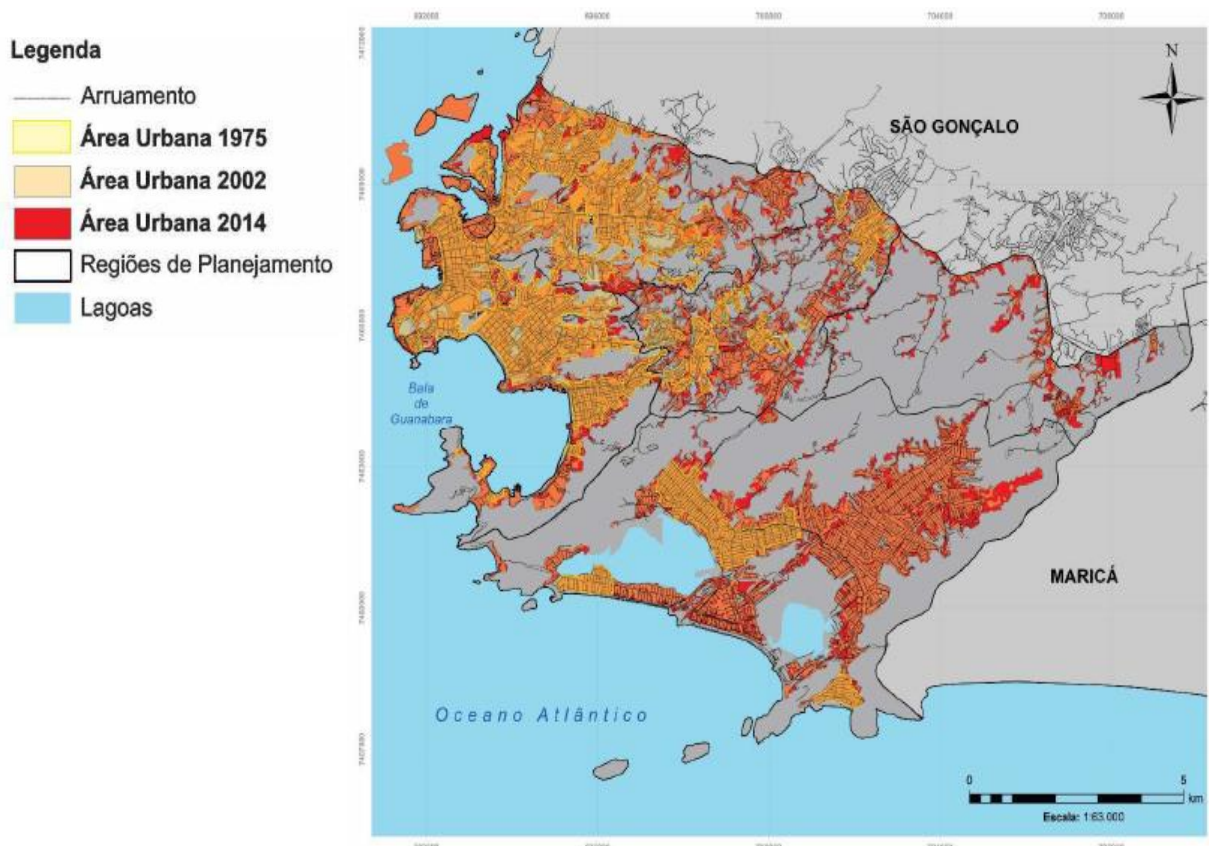 Legenda
Arruamento
Área Urbana 1975
Área Urbana 2002
Área Urbana 2014
Regiões de Planejamento
Lagoas
N
SÃO GONÇALO
Baía
de
Guanabara
MARICÁ
Oceano Atlântico
0 5
km
Escala: 1:63.000